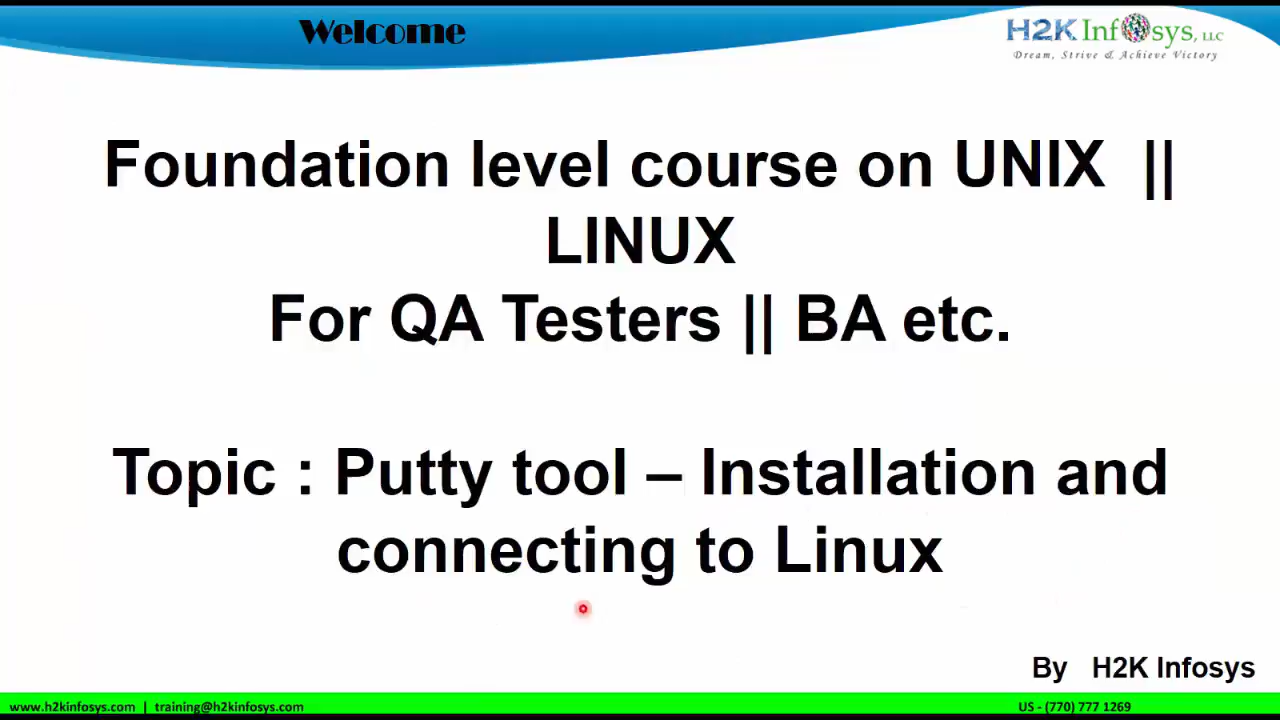 Welcome
H2K Infosys, LLC
Dream, Strive & Achieve Victory
Foundation level course on UNIX ||
LINUX
For QA Testers || BA etc.
Topic : Putty tool – Installation and
connecting to Linux
By H2K Infosys
www.h2kinfosys.com | training@h2kinfosys.com
US - (770) 777 1269